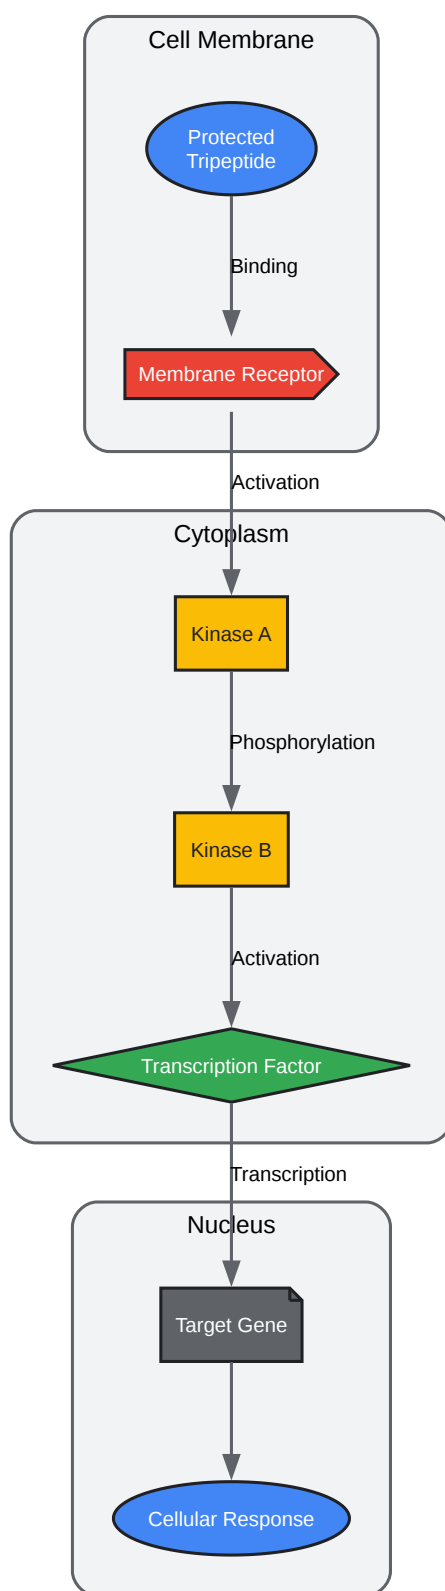 Cell Membrane
Protected
Tripeptide
Binding
Membrane Receptor
Activation
Cytoplasm
Kinase A
Phosphorylation
Kinase B
Activation
Transcription Factor
Transcription
Nucleus
Target Gene
Cellular Response